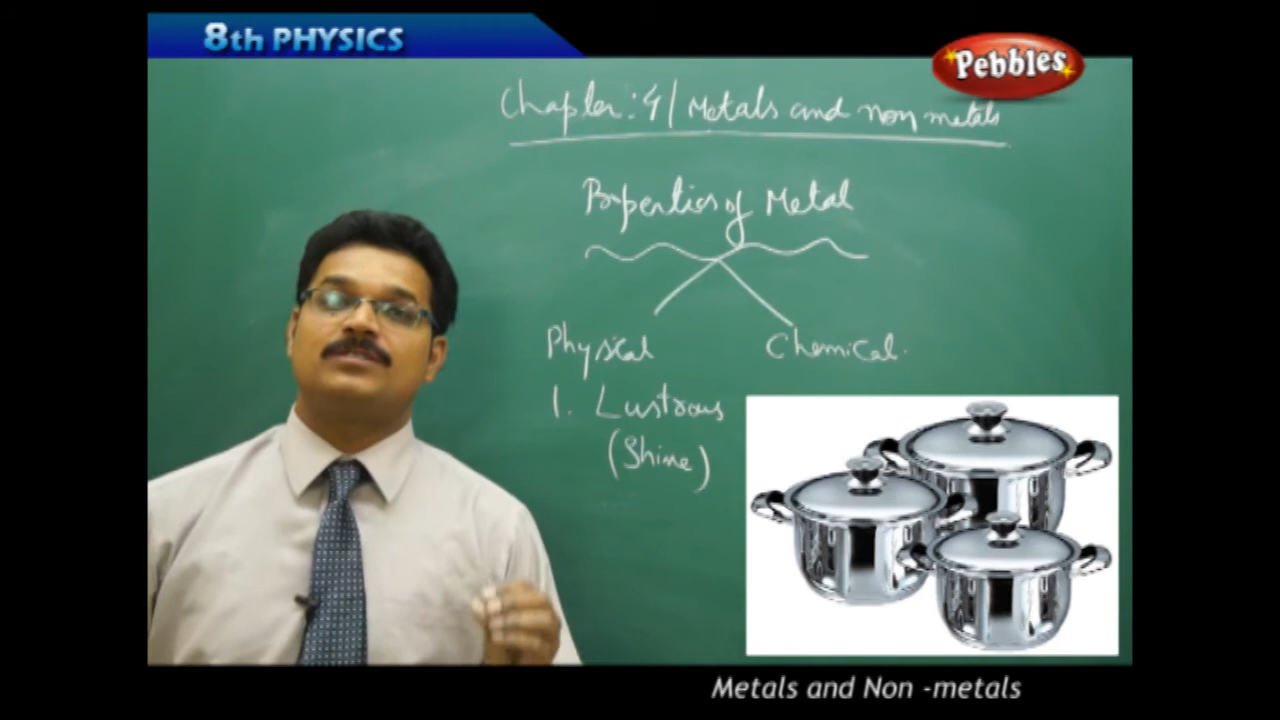 8th PHYSICS
Pebbles
Chapter: 4 / Metals and non metals
Properties of Metal
Physical
Chemical.
1. Lustrous
(Shine)
Metals and Non -metals